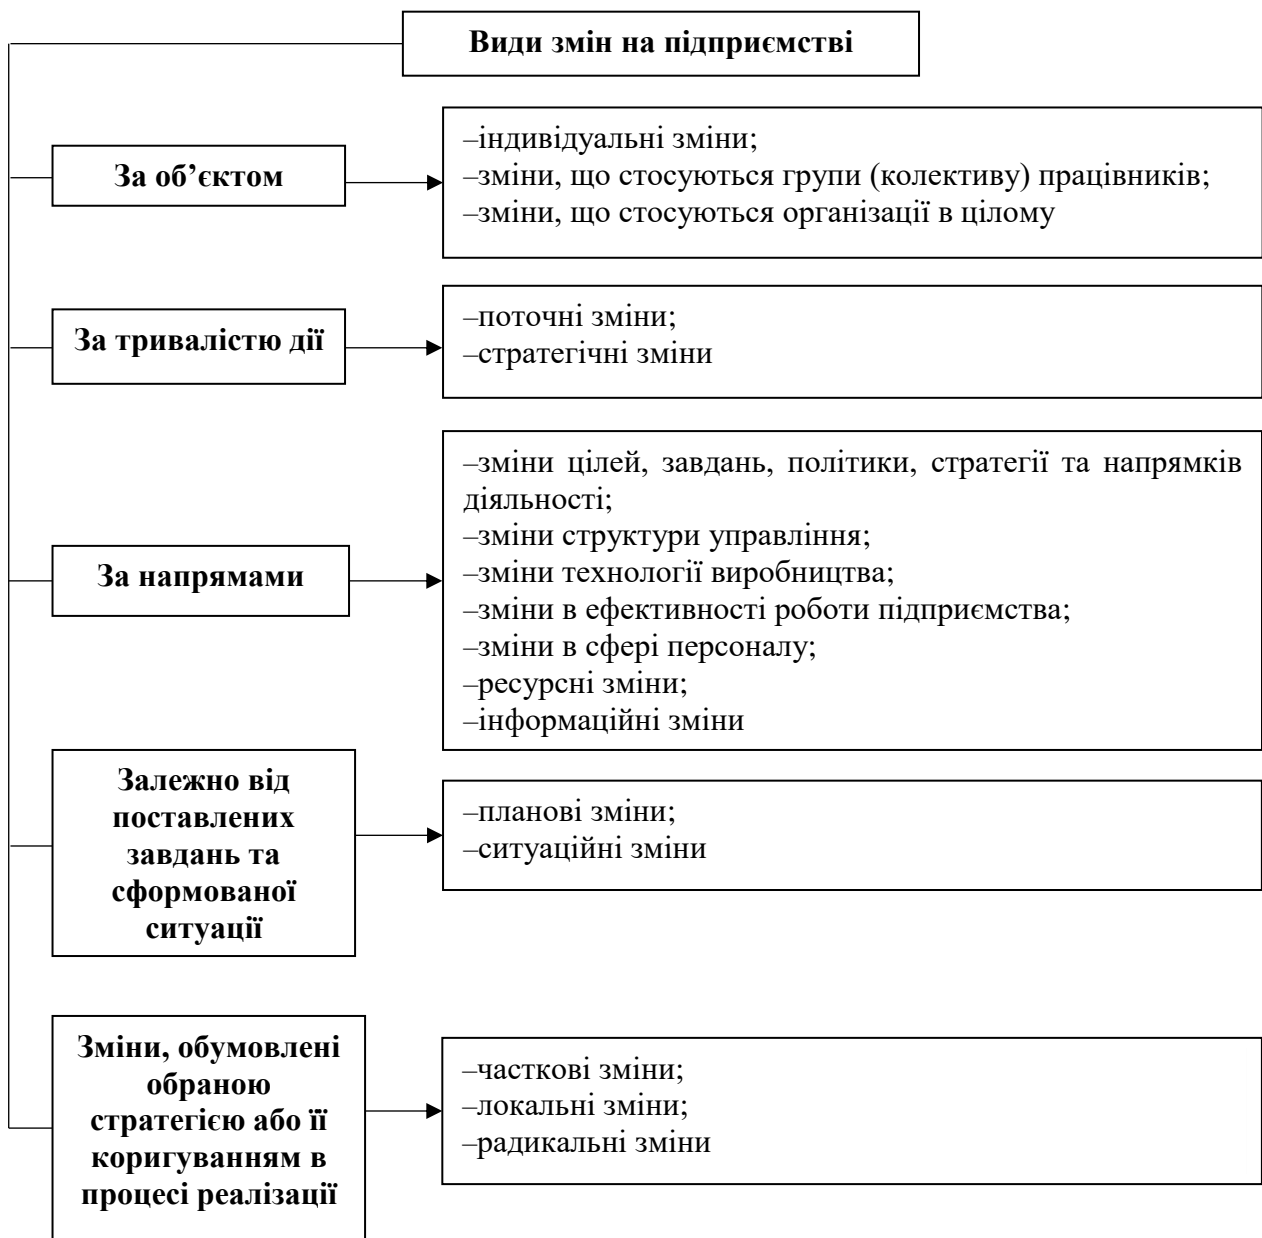 Види змін на підприємстві
За об’єктом
–індивідуальні зміни;
–зміни, що стосуються групи (колективу) працівників;
–зміни, що стосуються організації в цілому
За тривалістю дії
–поточні зміни;
–стратегічні зміни
За напрямами
–зміни цілей, завдань, політики, стратегії та напрямків
діяльності;
–зміни структури управління;
–зміни технології виробництва;
–зміни в ефективності роботи підприємства;
–зміни в сфері персоналу;
–ресурсні зміни;
–інформаційні зміни
Залежно від
поставлених
завдань та
сформованої
ситуації
–планові зміни;
–ситуаційні зміни
Зміни, обумовлені
обраною
стратегією або її
коригуванням в
процесі реалізації
–часткові зміни;
–локальні зміни;
–радикальні зміни